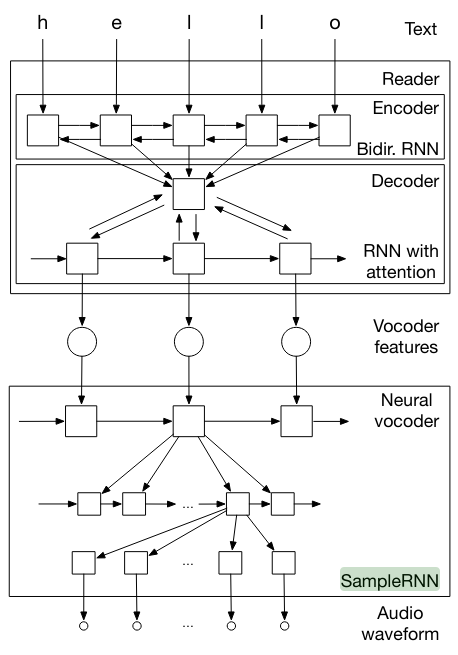 h e l l o
Text
Reader
Encoder
Bidir. RNN
Decoder
RNN with
attention
Vocoder
features
Neural
vocoder
...
...
SampleRNN
...
Audio
waveform